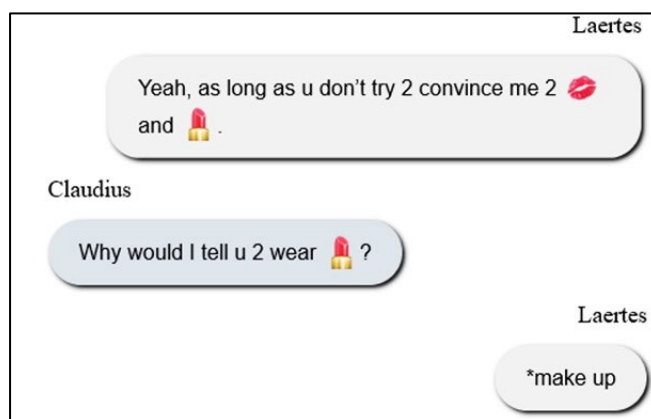 Laertes
Yeah, as long as u don’t try 2 convince me 2 💋
and 💄 .
Claudius
Why would I tell u 2 wear 💄 ?
Laertes
*make up